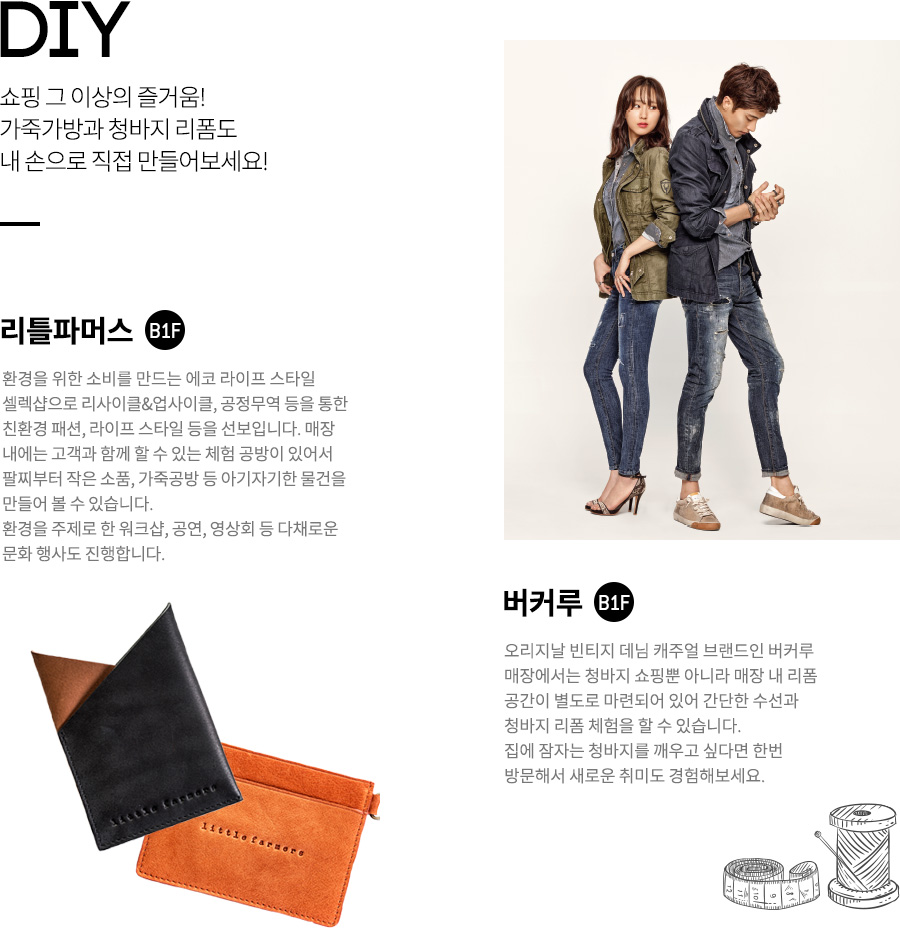 DIY
쇼핑 그 이상의 즐거움!
가죽가방과 청바지 리폼도
내 손으로 직접 만들어보세요!
리틀파머스 B1F
환경을 위한 소비를 만드는 에코 라이프 스타일
셀렉샵으로 리사이클&업사이클, 공정무역 등을 통한
친환경 패션, 라이프 스타일 등을 선보입니다. 매장
내에는 고객과 함께 할 수 있는 체험 공방이 있어서
팔찌부터 작은 소품, 가죽공방 등 아기자기한 물건을
만들어 볼 수 있습니다.
환경을 주제로 한 워크샵, 공연, 영상회 등 다채로운
문화 행사도 진행합니다.
little farmers
little farmers
버커루 B1F
오리지날 빈티지 데님 캐주얼 브랜드인 버커루
매장에서는 청바지 쇼핑뿐 아니라 매장 내 리폼
공간이 별도로 마련되어 있어 간단한 수선과
청바지 리폼 체험을 할 수 있습니다.
집에 잠자는 청바지를 깨우고 싶다면 한번
방문해서 새로운 취미도 경험해보세요.